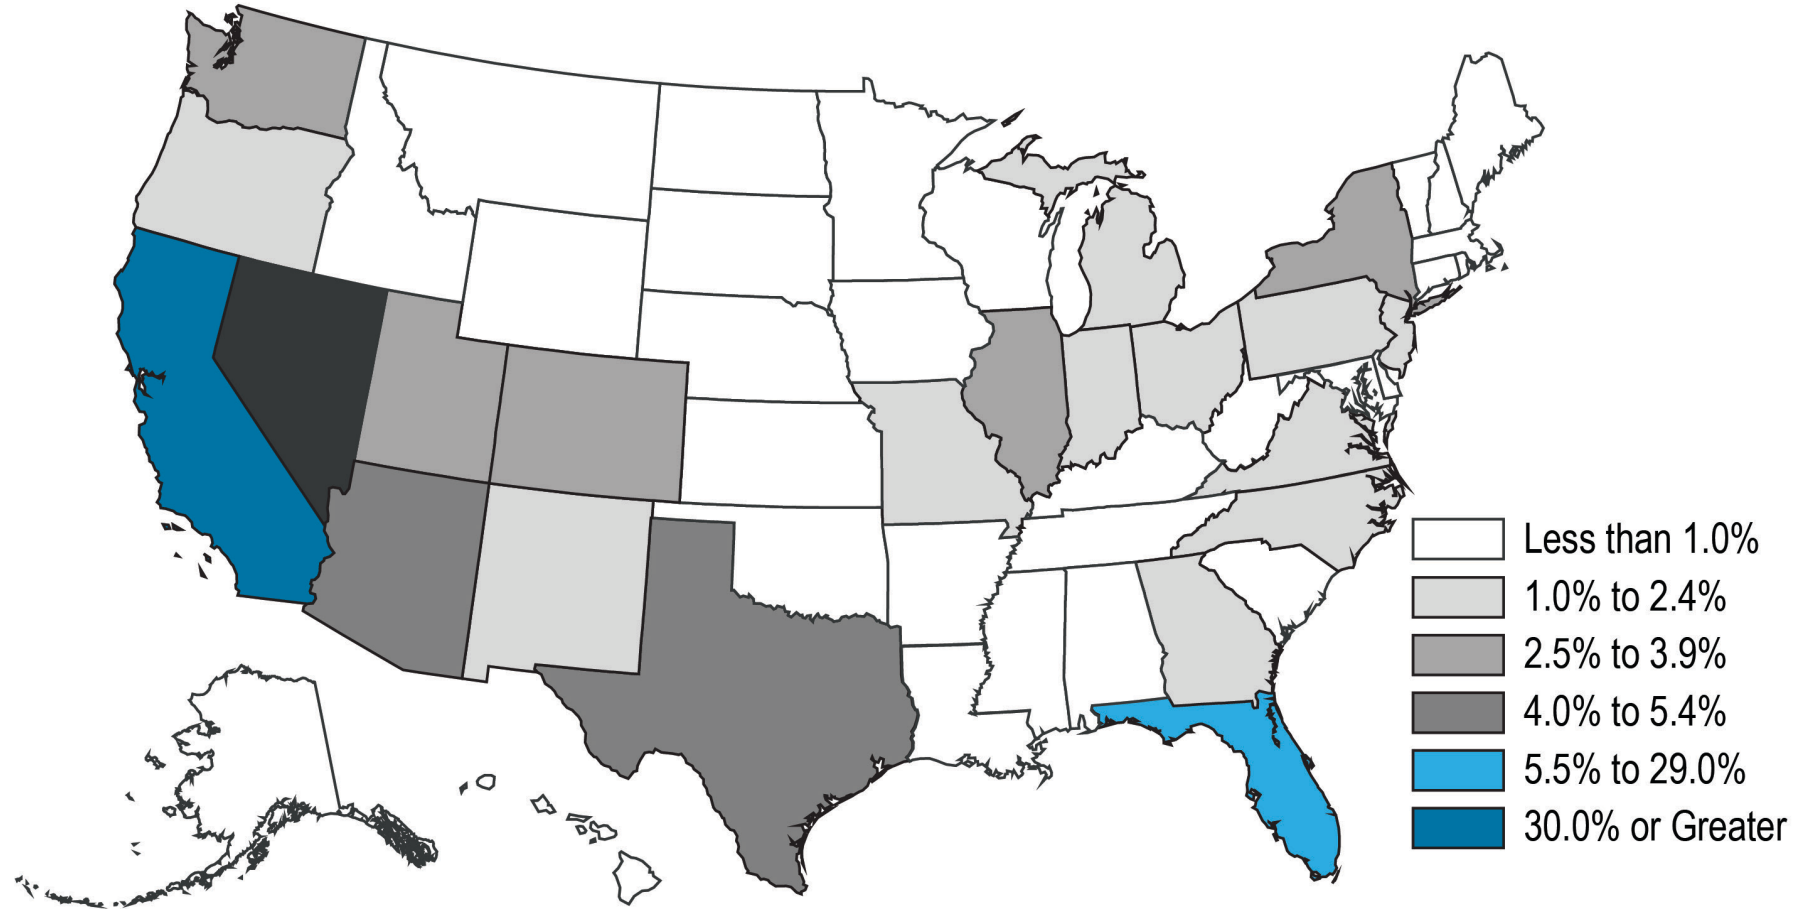 Less than 1.0%
1.0% to 2.4%
2.5% to 3.9%
4.0% to 5.4%
5.5% to 29.0%
30.0% or Greater